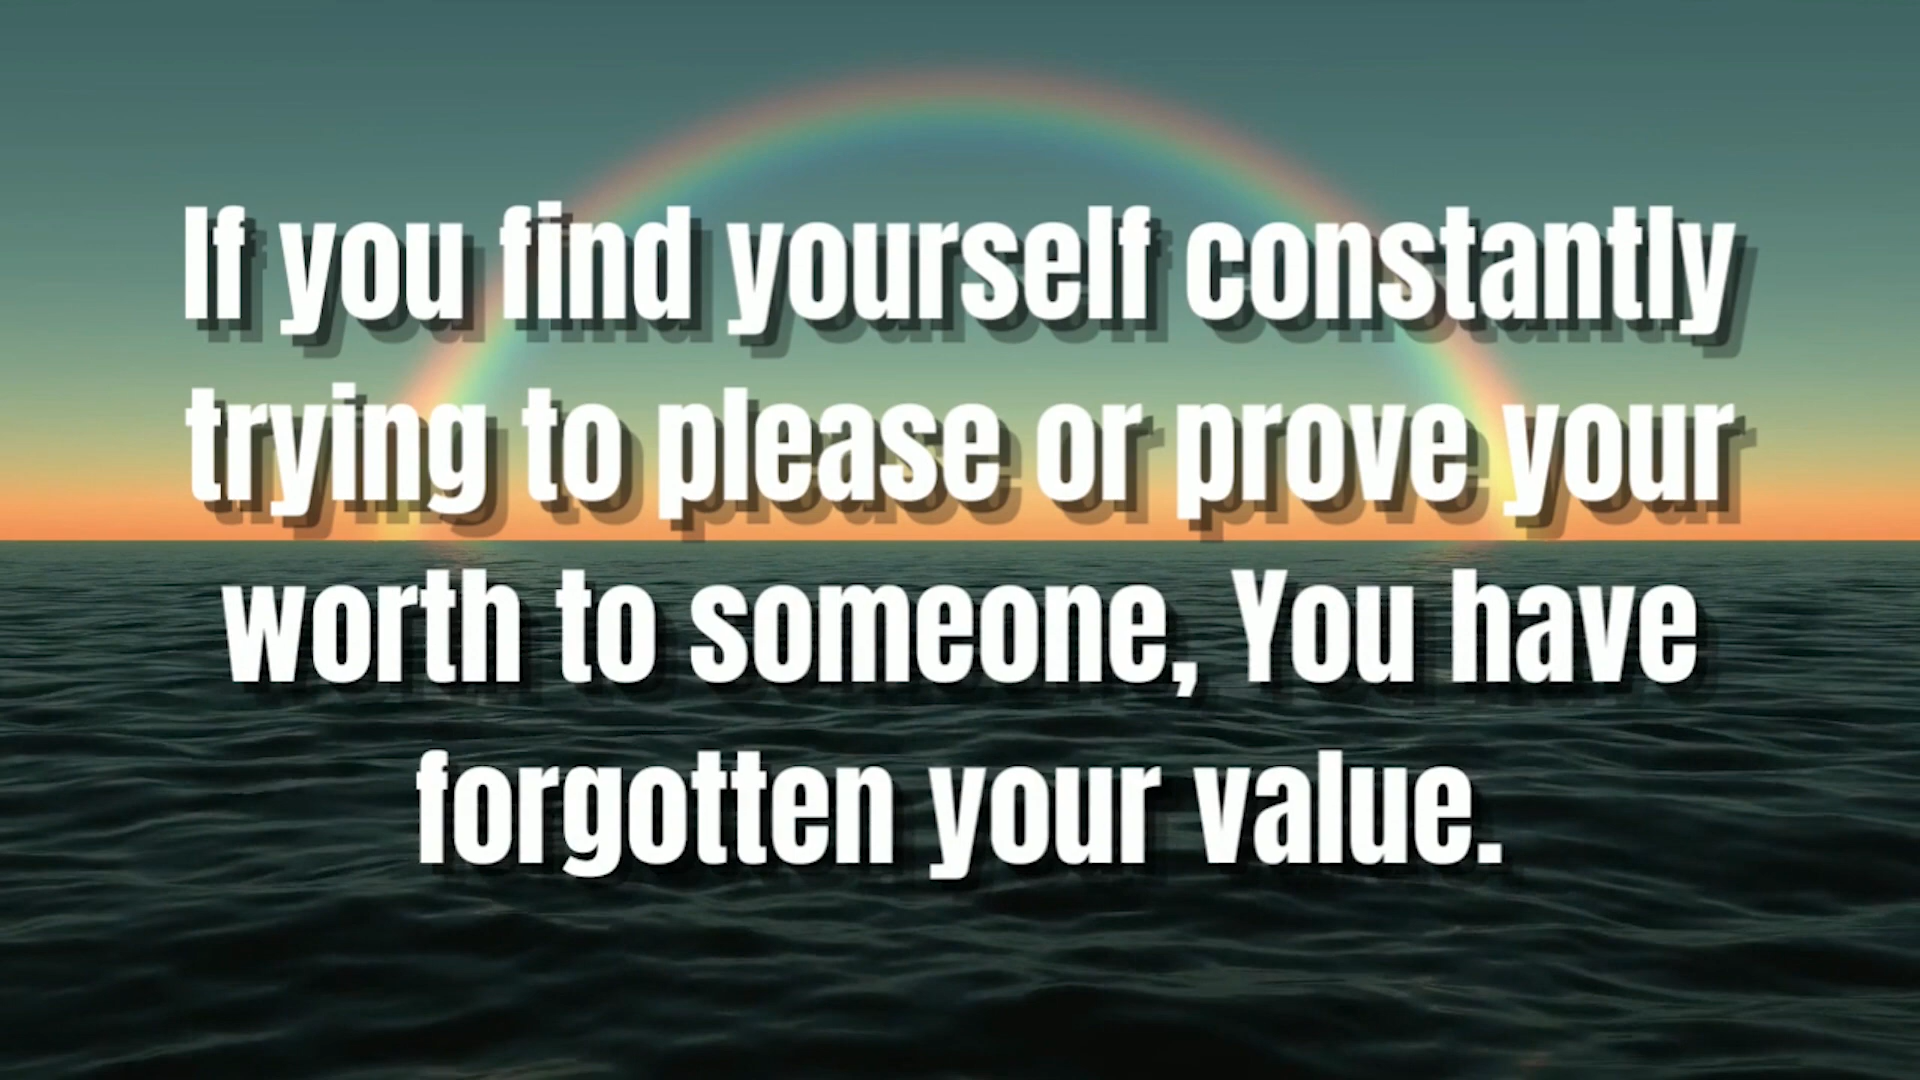 If you find yourself constantly
trying to please or prove your
worth to someone, You have
forgotten your value.